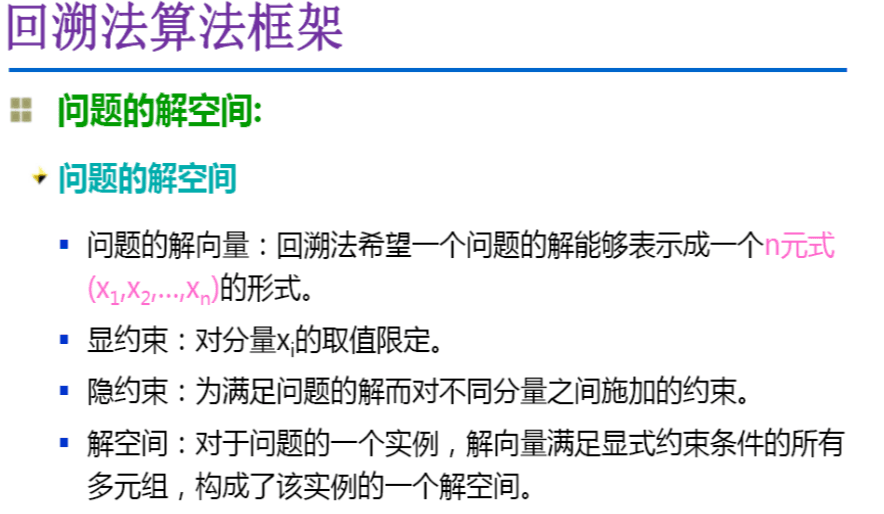 回溯法算法框架
问题的解空间:
问题的解空间
问题的解向量：回溯法希望一个问题的解能够表示成一个n元式
(x₁,x₂,…,xₙ)的形式。
显约束：对分量xᵢ的取值限定。
隐约束：为满足问题的解而对不同分量之间施加的约束。
解空间：对于问题的一个实例，解向量满足显式约束条件的所有
多元组，构成了该实例的一个解空间。